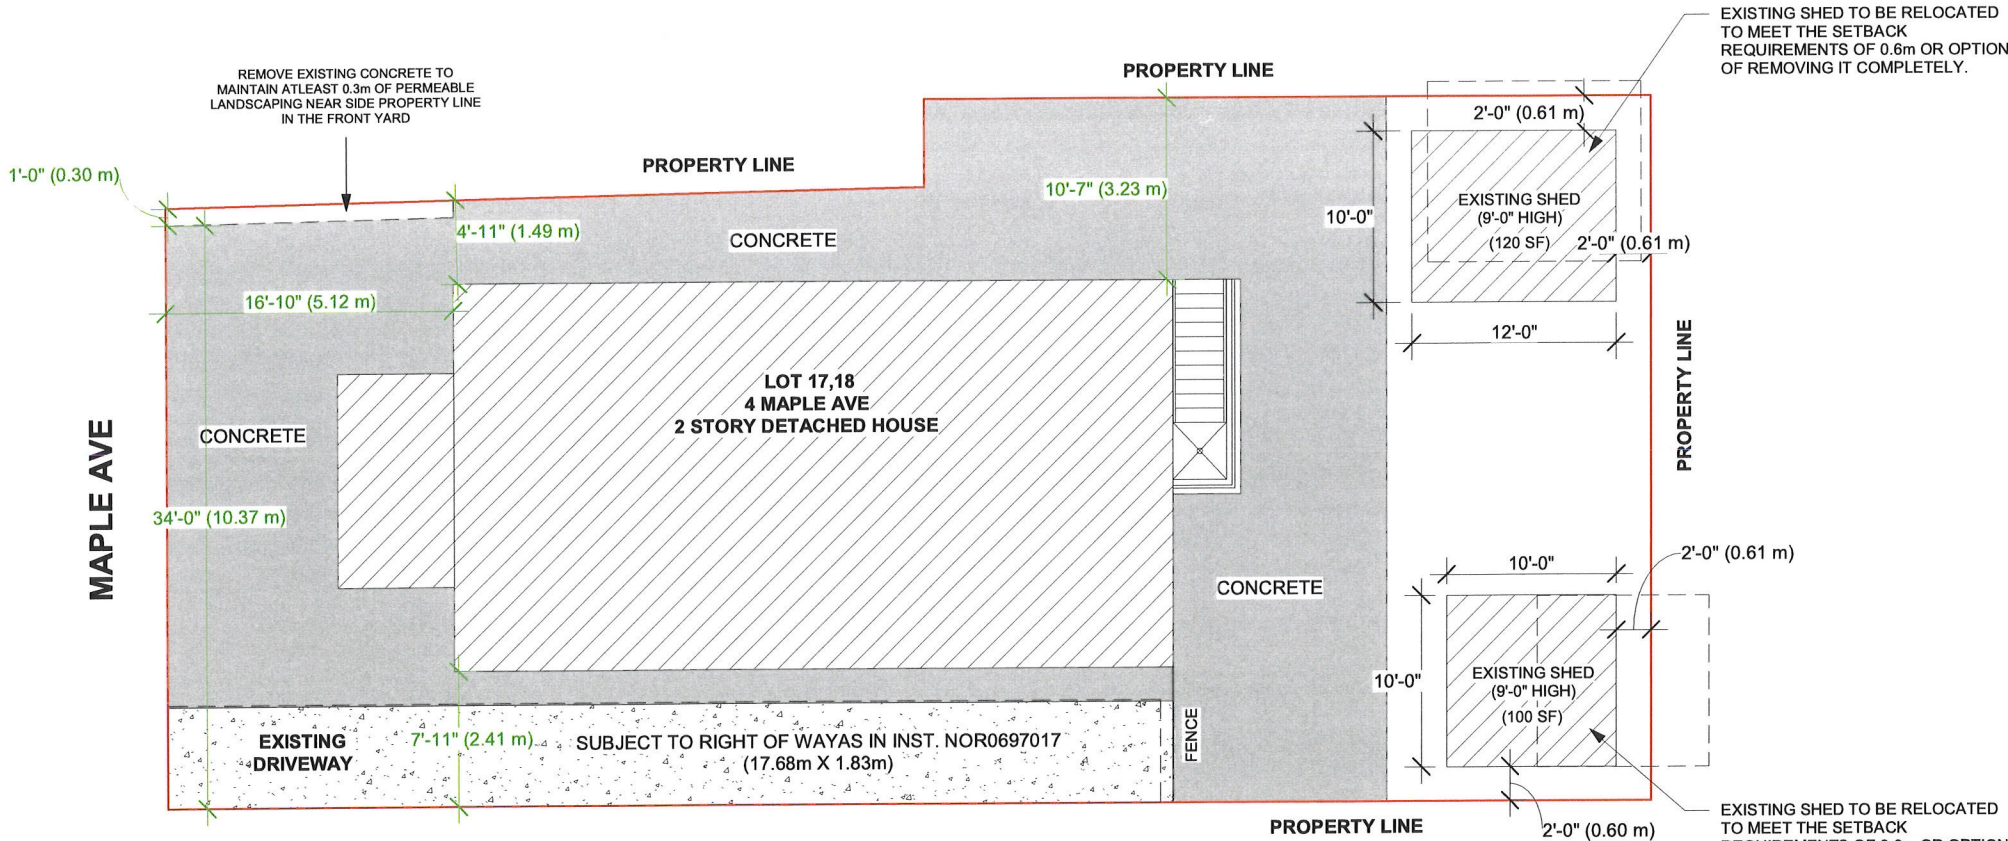 EXISTING SHED TO BE RELOCATED
TO MEET THE SETBACK
REQUIREMENTS OF 0.6m OR OPTION
OF REMOVING IT COMPLETELY.
PROPERTY LINE
REMOVE EXISTING CONCRETE TO
MAINTAIN ATLEAST 0.3m OF PERMEABLE
LANDSCAPING NEAR SIDE PROPERTY LINE
IN THE FRONT YARD
2'-0" (0.61 m)
PROPERTY LINE
1'-0" (0.30 m)
10'-7" (3.23 m)
EXISTING SHED
(9'-0" HIGH)
(120 SF)
10'-0"
4'-11" (1.49 m)
CONCRETE
2'-0" (0.61 m)
16'-10" (5.12 m)
12'-0"
PROPERTY LINE
LOT 17,18
4 MAPLE AVE
2 STORY DETACHED HOUSE
CONCRETE
MAPLE AVE
34'-0" (10.37 m)
2'-0" (0.61 m)
10'-0"
CONCRETE
EXISTING SHED
(9'-0" HIGH)
(100 SF)
10'-0"
FENCE
EXISTING
DRIVEWAY
7'-11" (2.41 m)
SUBJECT TO RIGHT OF WAYAS IN INST. NOR0697017
(17.68m X 1.83m)
PROPERTY LINE
2'-0" (0.60 m)
EXISTING SHED TO BE RELOCATED
TO MEET THE SETBACK